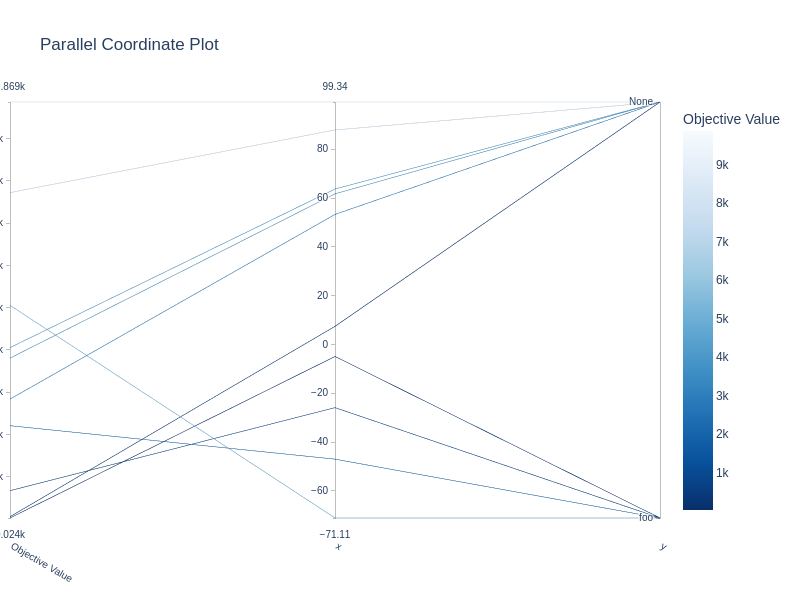 Parallel Coordinate Plot
.869k
99.34
None
Objective Value
80
60
40
20
0
−20
−40
−60
k
k
k
k
k
k
k
k
k
9k
8k
7k
6k
5k
4k
3k
2k
1k
foo
.024k
−71.11
Objective Value
x
y